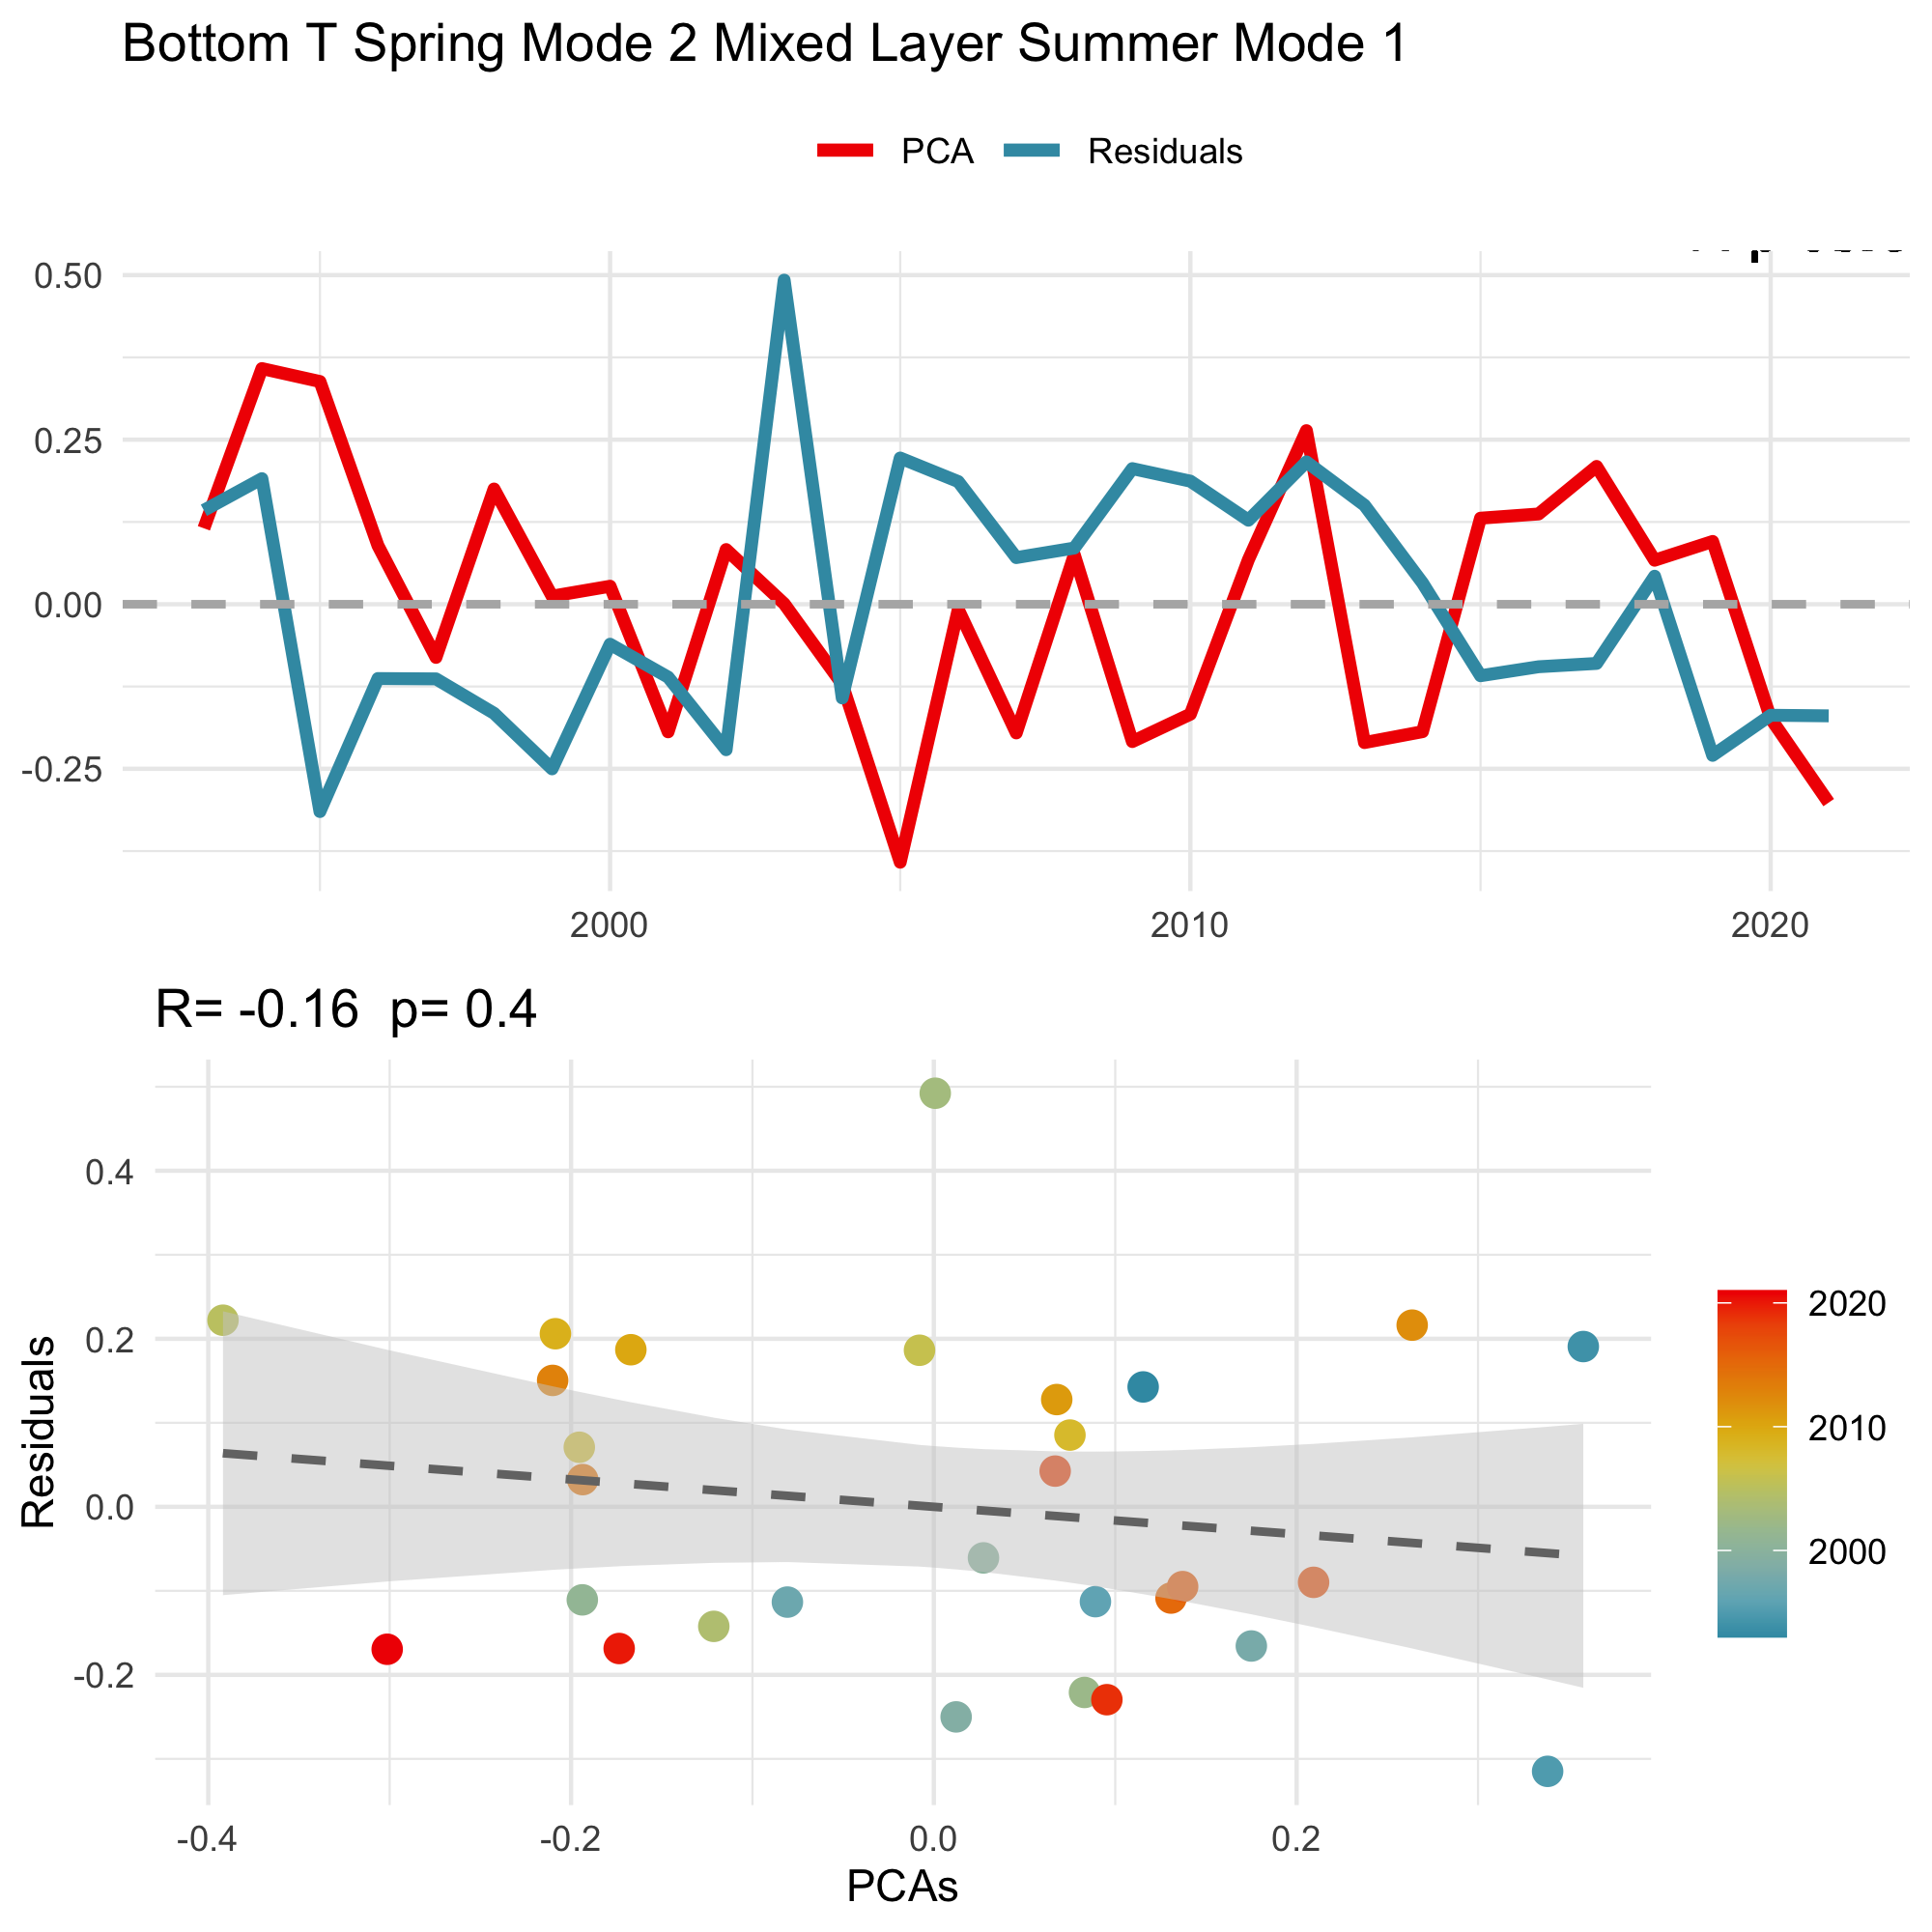 Bottom T Spring Mode 2 Mixed Layer Summer Mode 1
PCA Residuals
0.50
0.25
0.00
-0.25
2000 2010 2020
R= -0.16 p= 0.4
Residuals
0.4
0.2
0.0
-0.2
-0.4 -0.2 0.0 0.2
PCAs
2020
2010
2000